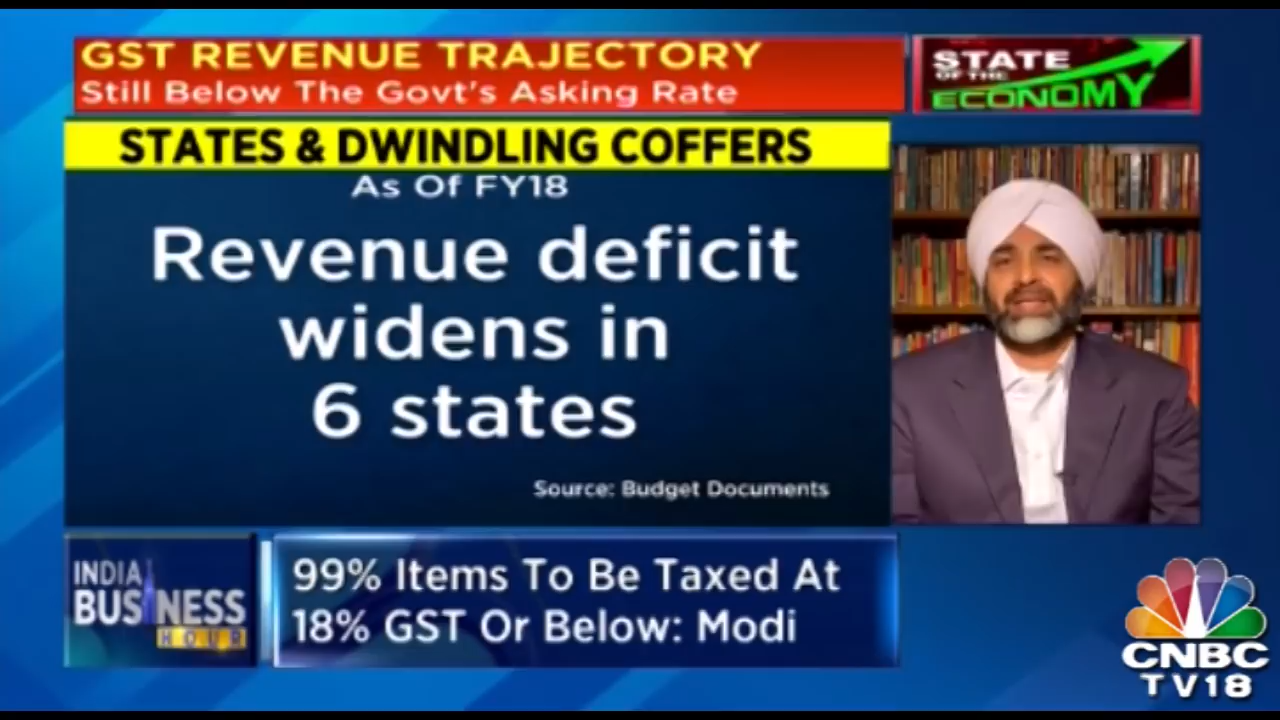 GST REVENUE TRAJECTORY
Still Below The Govt's Asking Rate
STATE
OF THE
ECONOMY
STATES & DWINDLING COFFERS
As Of FY18
Revenue deficit
widens in
6 states
Source: Budget Documents
INDIA
BUSINESS
HOUR
99% Items To Be Taxed At
18% GST Or Below: Modi
CNBC
TV18